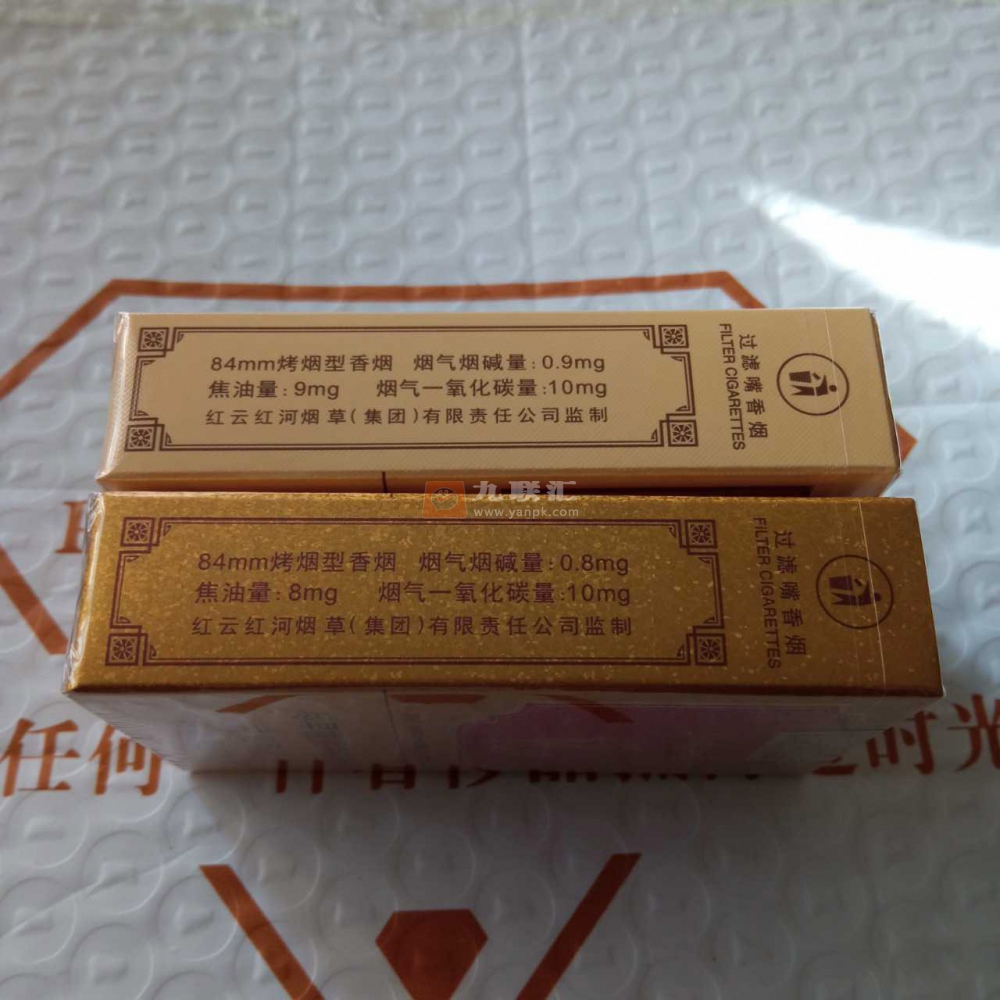 84mm烤烟型香烟 烟气烟碱量:0.9mg
焦油量:9mg 烟气一氧化碳量:10mg
红云红河烟草(集团)有限责任公司监制
过滤嘴香烟
FILTER CIGARETTES
九联汇
www.yanpk.com
84mm烤烟型香烟 烟气烟碱量:0.8mg
焦油量:8mg 烟气一氧化碳量:10mg
红云红河烟草(集团)有限责任公司监制
过滤嘴香烟
FILTER CIGARETTES
任何
时光